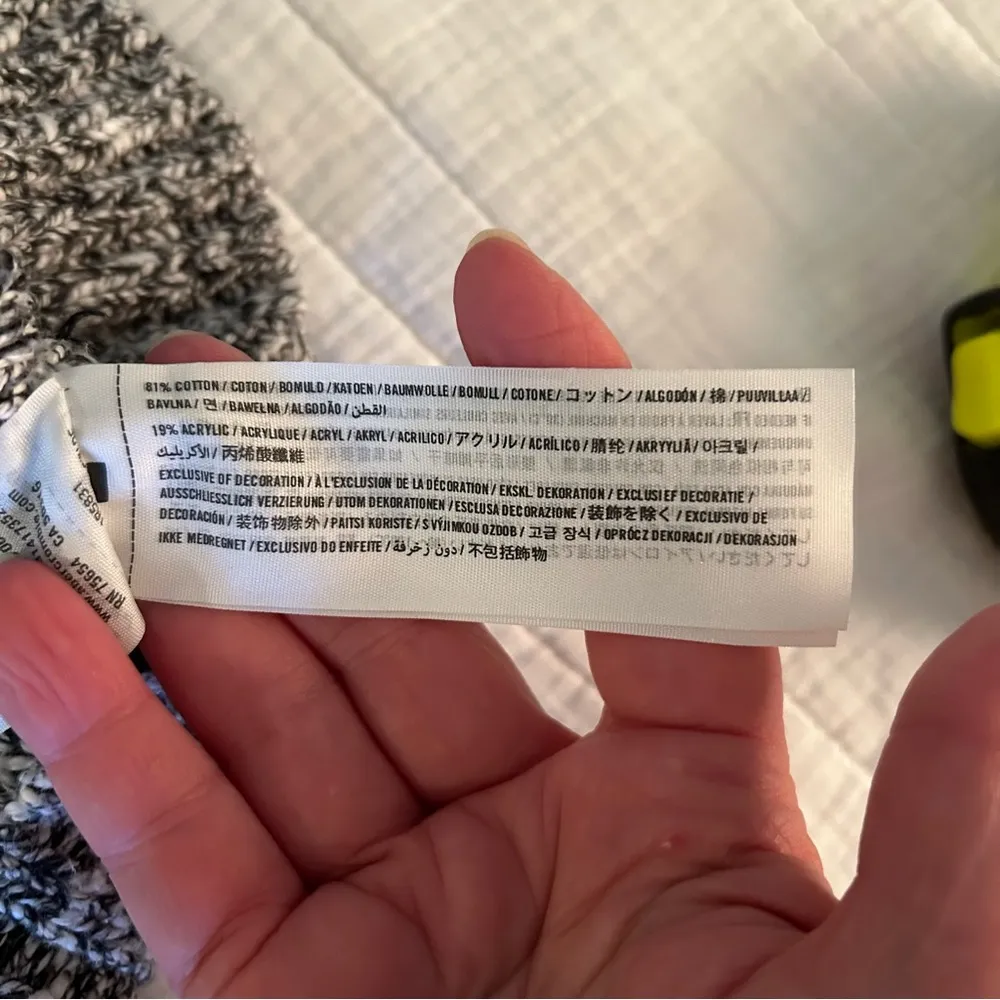 81% COTTON / COTON / BOMULD / KATOEN / BAUMWOLLE / BOMULL / COTONE / コットン / ALGODÓN / 棉 / PUUVILLAA /
BAVLNA / 면 / BAWEŁNA / ALGODÃO / القطن
19% ACRYLIC / ACRYLIQUE / ACRYL / AKRYL / ACRILICO / アクリル / ACRÍLICO / 腈纶 / AKRYYLIÄ / 아크릴 /
الأكريليك / 丙烯酸纖維
EXCLUSIVE OF DECORATION / À L'EXCLUSION DE LA DÉCORATION / EKSKL. DEKORATION / EXCLUSIEF DECORATIE /
AUSSCHLIESSLICH VERZIERUNG / UTOM DEKORATIONEN / ESCLUSA DECORAZIONE / 装飾を除く / EXCLUSIVO DE
DECORACIÓN / 装饰物除外 / PAITSI KORISTE / S VÝJIMKOU OZDOB / 고급 장식 / OPRÓCZ DEKORACJI / DEKORASJON
IKKE MEDREGNET / EXCLUSIVO DO ENFEITE / دون زخرفة / 不包括飾物
RN 75654